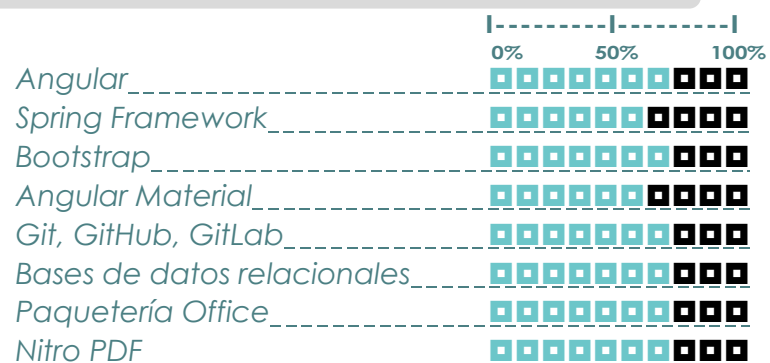 |---------|---------|
0% 50% 100%
Angular
Spring Framework
Bootstrap
Angular Material
Git, GitHub, GitLab
Bases de datos relacionales
Paquetería Office
Nitro PDF